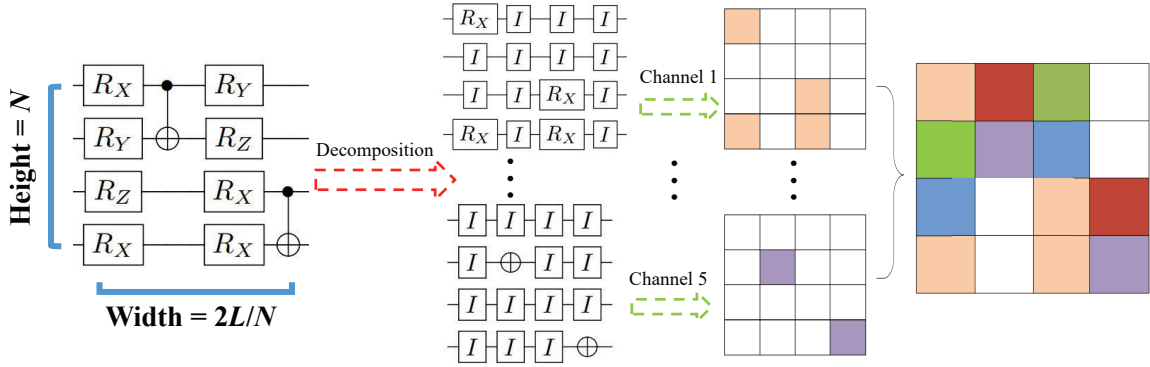 Height = N
R_X R_Y
R_Y R_Z
R_Z R_X
R_X R_X
Width = 2L/N
Decomposition
R_X I I I
I I I I
I I R_X I
R_X I R_X I
I I I I
I I I
I I I I
I I I
Channel 1
Channel 5